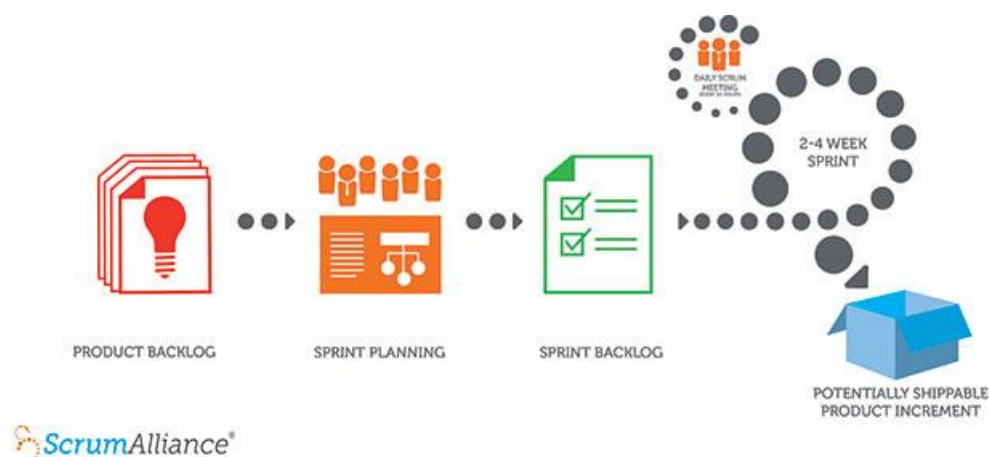 DAILY SCRUM
MEETING
2-4 WEEK
SPRINT
PRODUCT BACKLOG
SPRINT PLANNING
SPRINT BACKLOG
POTENTIALLY SHIPPABLE
PRODUCT INCREMENT
ScrumAlliance®